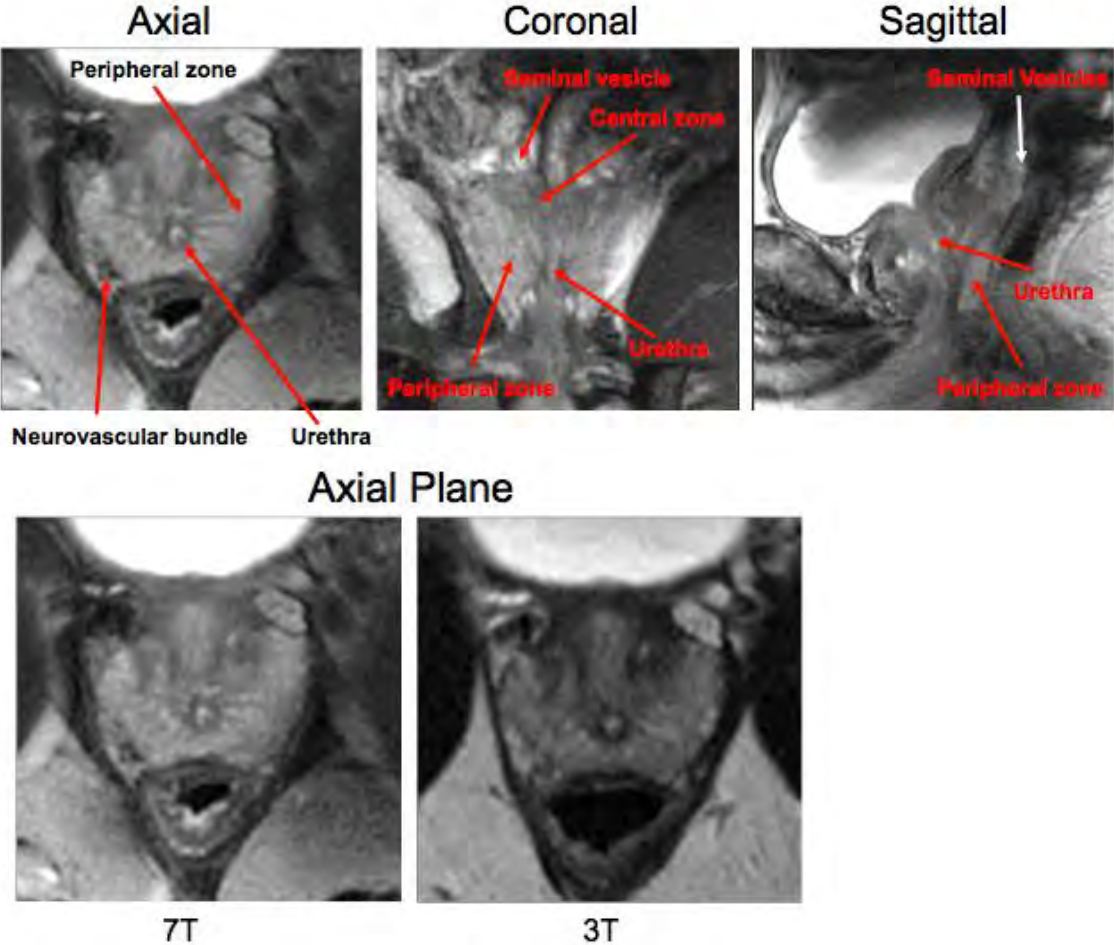 Axial
Coronal
Sagittal
Peripheral zone
Seminal vesicle
Central zone
Seminal Vesicles
Urethra
Urethra
Peripheral zone
Peripheral zone
Neurovascular bundle
Urethra
Axial Plane
7T
3T